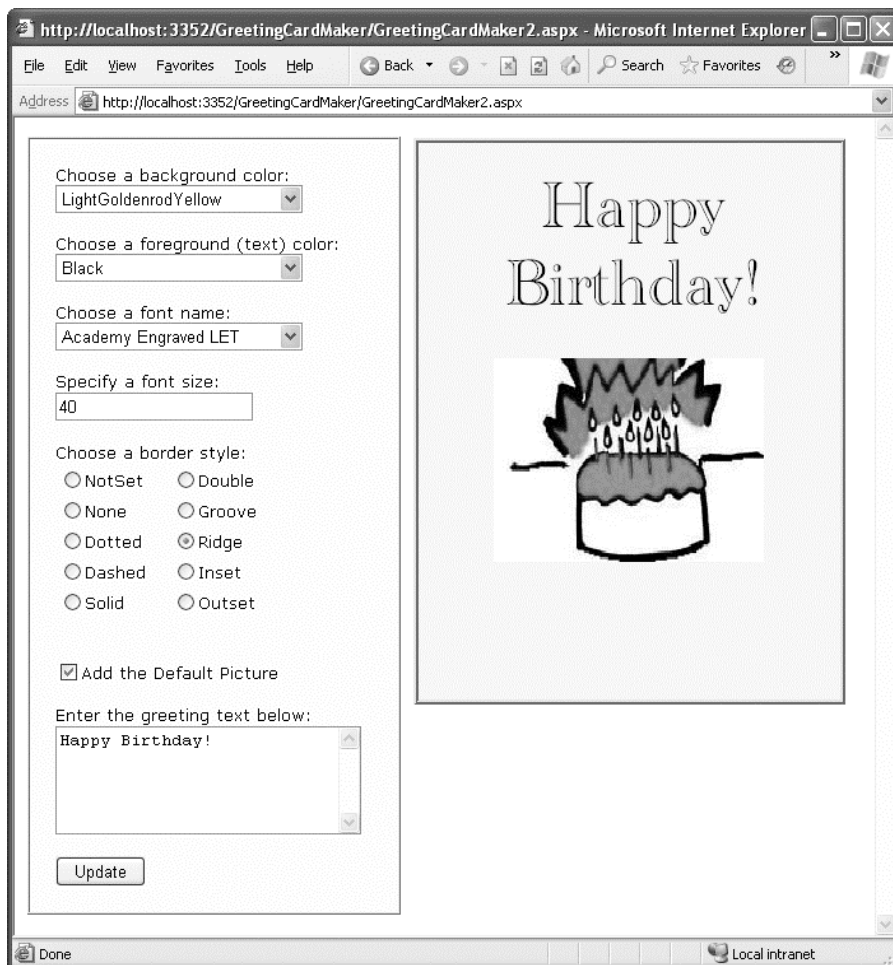 http://localhost:3352/GreetingCardMaker/GreetingCardMaker2.aspx - Microsoft Internet Explorer
File Edit View Favorites Tools Help Back Search Favorites »
Address http://localhost:3352/GreetingCardMaker/GreetingCardMaker2.aspx
Choose a background color:
LightGoldenrodYellow
Choose a foreground (text) color:
Black
Choose a font name:
Academy Engraved LET
Specify a font size:
40
Choose a border style:
NotSet Double
None Groove
Dotted Ridge
Dashed Inset
Solid Outset
Add the Default Picture
Enter the greeting text below:
Happy Birthday!
Update
Happy
Birthday!
Done Local intranet